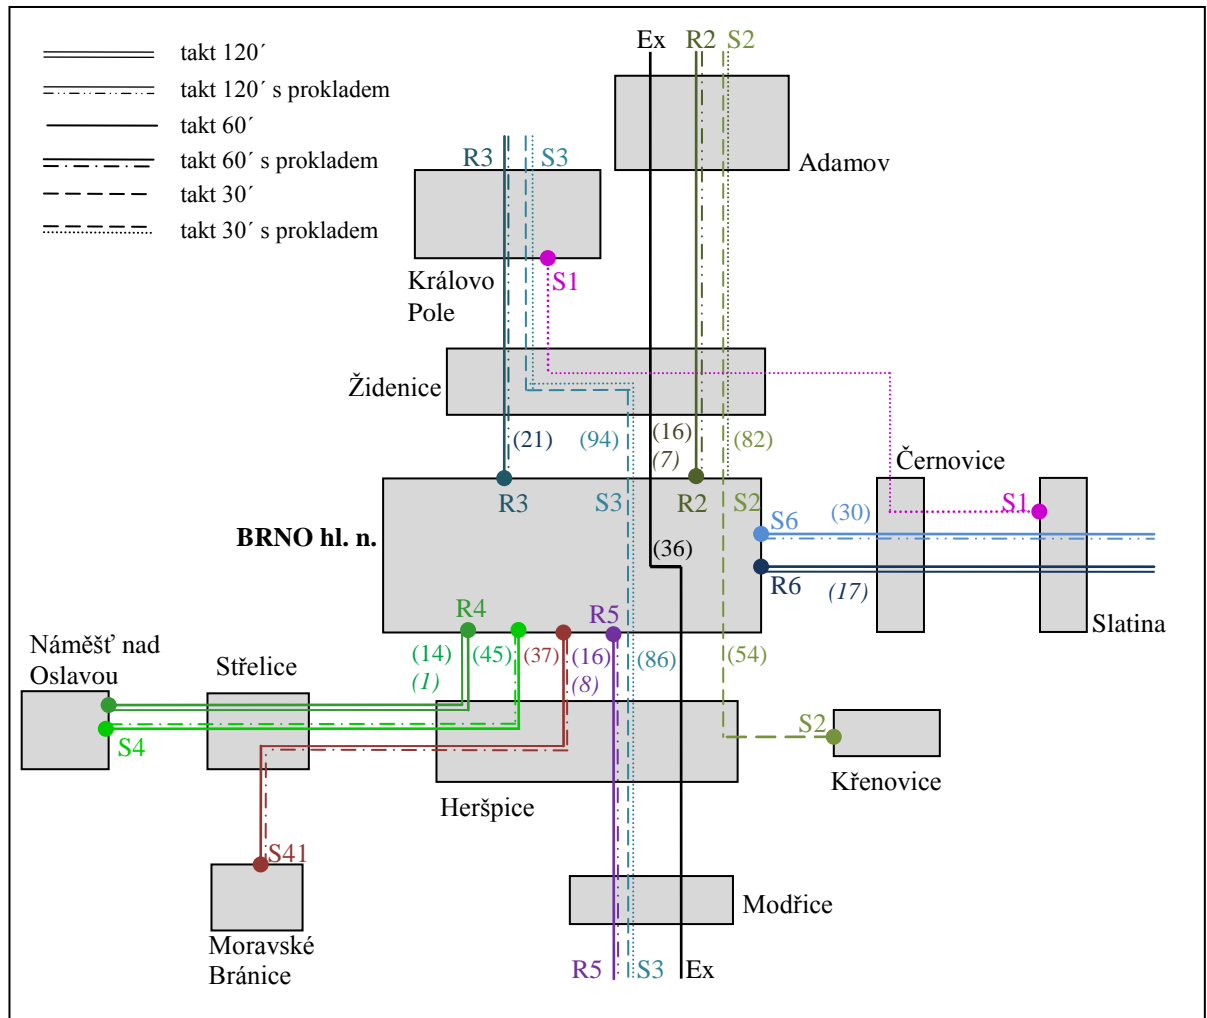 takt 120´
takt 120´ s prokladem
takt 60´
takt 60´ s prokladem
takt 30´
takt 30´ s prokladem
Ex
R2
S2
Adamov
R3
S3
Královo
Pole
S1
Židenice
(21)
(94)
(16)
(7)
(82)
Černovice
R3
S3
R2
S2
S1
BRNO hl. n.
S6
(30)
(36)
R6
(17)
Slatina
R4
R5
Náměšť nad
Oslavou
Střelice
(14)
(1)
(45)
(37)
(16)
(8)
(86)
(54)
S4
S2
Křenovice
Heršpice
S41
Modřice
Moravské
Bránice
R5
S3
Ex